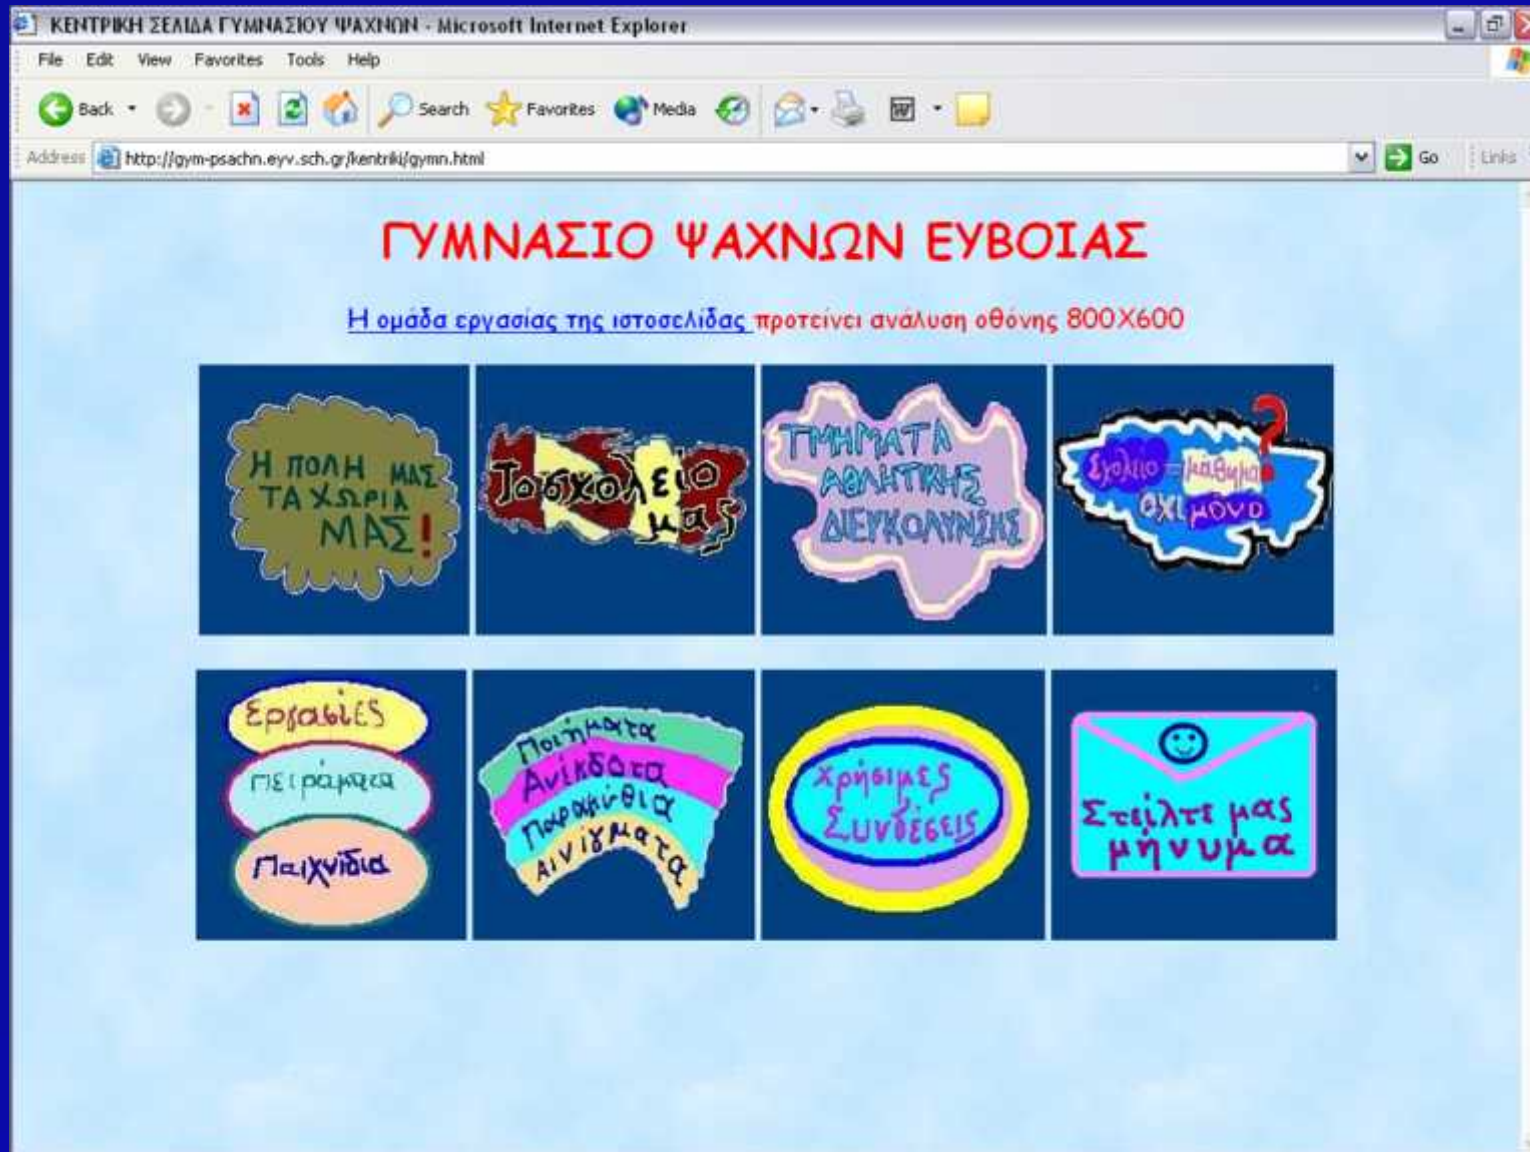 ΚΕΝΤΡΙΚΗ ΣΕΛΙΔΑ ΓΥΜΝΑΣΙΟΥ ΨΑΧΝΩΝ - Microsoft Internet Explorer
File Edit View Favorites Tools Help
Back Search Favorites Media
Address http://gym-psachn.eyv.sch.gr/kentriki/gymn.html Go Links
ΓΥΜΝΑΣΙΟ ΨΑΧΝΩΝ ΕΥΒΟΙΑΣ
Η ομάδα εργασίας της ιστοσελίδας προτείνει ανάλυση οθόνης 800X600
Η ΠΟΛΗ ΜΑΣ
ΤΑ ΧΩΡΙΑ
ΜΑΣ!
Το σχολείο
μας
ΤΜΗΜΑΤΑ
ΑΘΛΗΤΙΚΗΣ
ΔΙΕΥΚΟΛΥΝΣΗΣ
Σχολειο = μάθημα?
ΟΧΙ μόνο
Εργασίες
Πειράματα
Παιχνίδια
Ποιήματα
Ανέκδοτα
Παραμύθια
Αινίγματα
Χρήσιμες
Συνδέσεις
Στείλτε μας
μήνυμα